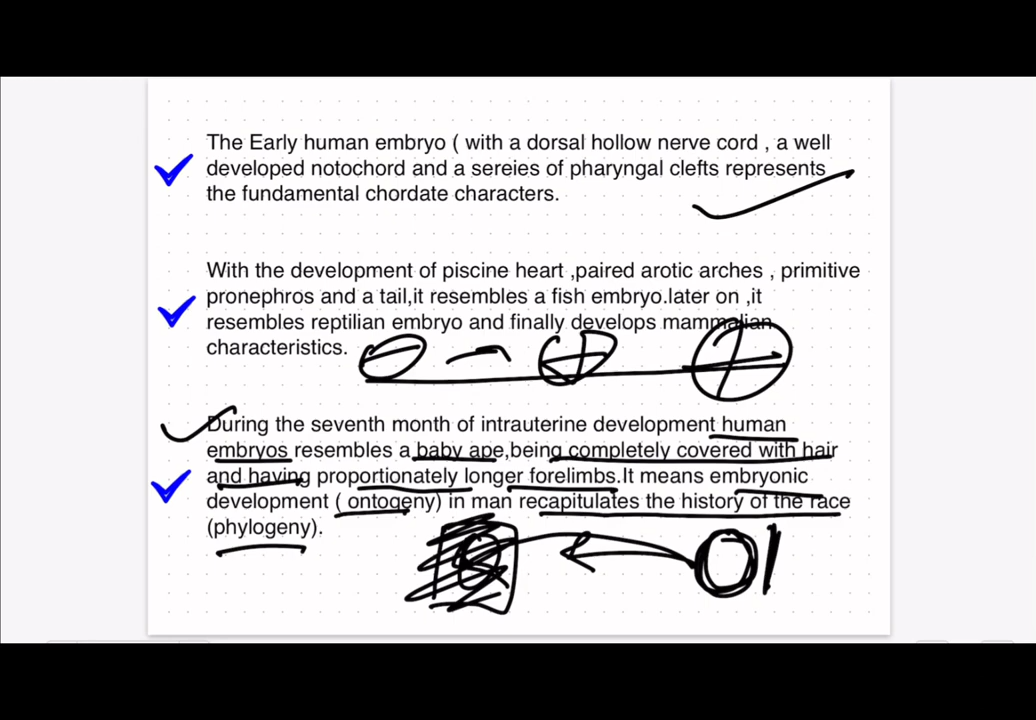 The Early human embryo ( with a dorsal hollow nerve cord , a well
developed notochord and a sereies of pharyngal clefts represents
the fundamental chordate characters.
With the development of piscine heart ,paired arotic arches , primitive
pronephros and a tail,it resembles a fish embryo.later on ,it
resembles reptilian embryo and finally develops mammalian
characteristics.
During the seventh month of intrauterine development human
embryos resembles a baby ape,being completely covered with hair
and having proportionately longer forelimbs.It means embryonic
development ( ontogeny) in man recapitulates the history of the race
(phylogeny).